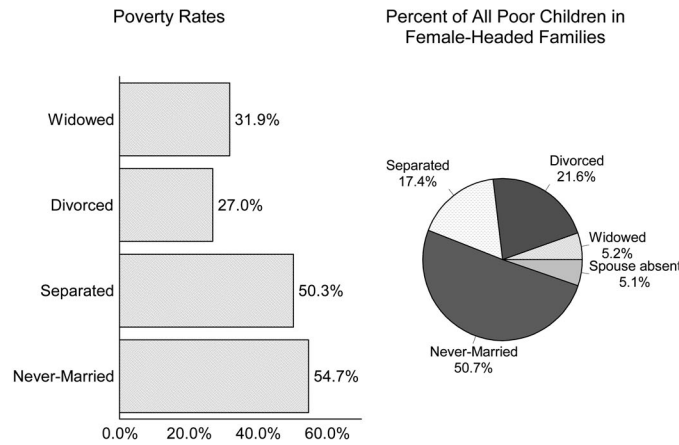 Poverty Rates
Widowed
31.9%
Divorced
27.0%
Separated
50.3%
Never-Married
54.7%
0.0%
20.0%
40.0%
60.0%
Percent of All Poor Children in
Female-Headed Families
Separated
17.4%
Divorced
21.6%
Widowed
5.2%
Spouse absent
5.1%
Never-Married
50.7%